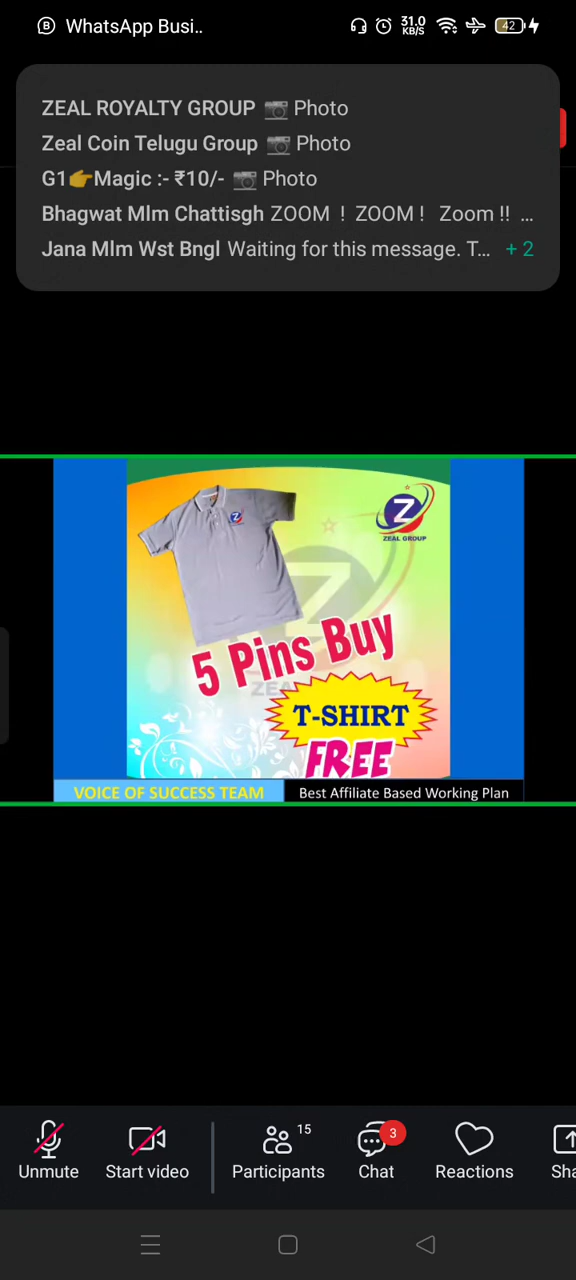 WhatsApp Busi..
31.0
KB/S
42
ZEAL ROYALTY GROUP 📷 Photo
Zeal Coin Telugu Group 📷 Photo
G1👉Magic :- ₹10/- 📷 Photo
Bhagwat Mlm Chattisgh ZOOM ! ZOOM ! Zoom !! ...
Jana Mlm Wst Bngl Waiting for this message. T... + 2
Z
ZEAL GROUP
5 Pins Buy
T-SHIRT
FREE
VOICE OF SUCCESS TEAM
Best Affiliate Based Working Plan
15
3
Unmute
Start video
Participants
Chat
Reactions
Sha